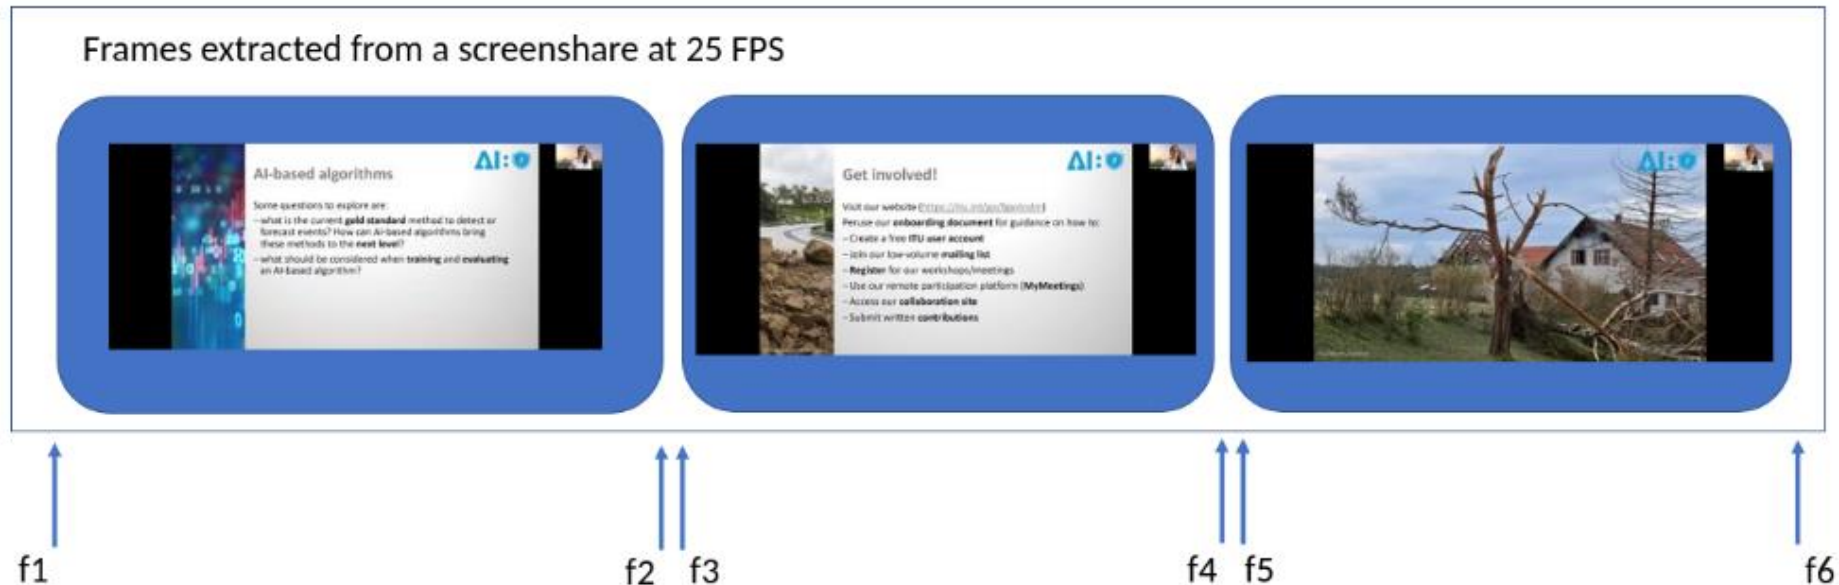 Frames extracted from a screenshare at 25 FPS
AI:
AI-based algorithms
Some questions to explore are:
– what is the current gold standard method to detect or
forecast events? How can AI-based algorithms bring
these methods to the next level?
– what should be considered when training and evaluating
an AI-based algorithm?
AI:
Get involved!
Visit our website
Peruse our onboarding document for guidance on how to:
– Create a free ITU user account
– Join our low-volume mailing list
– Register for our workshops/meetings
– Use our remote participation platform (MyMeetings)
– Access our collaboration site
– Submit written contributions
AI:
f1
f2
f3
f4
f5
f6